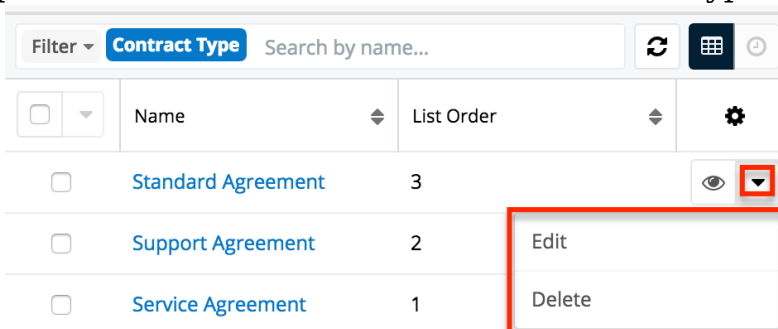 Filter Contract Type Search by name...
Name List Order
Standard Agreement 3
Support Agreement 2 Edit
Service Agreement 1 Delete